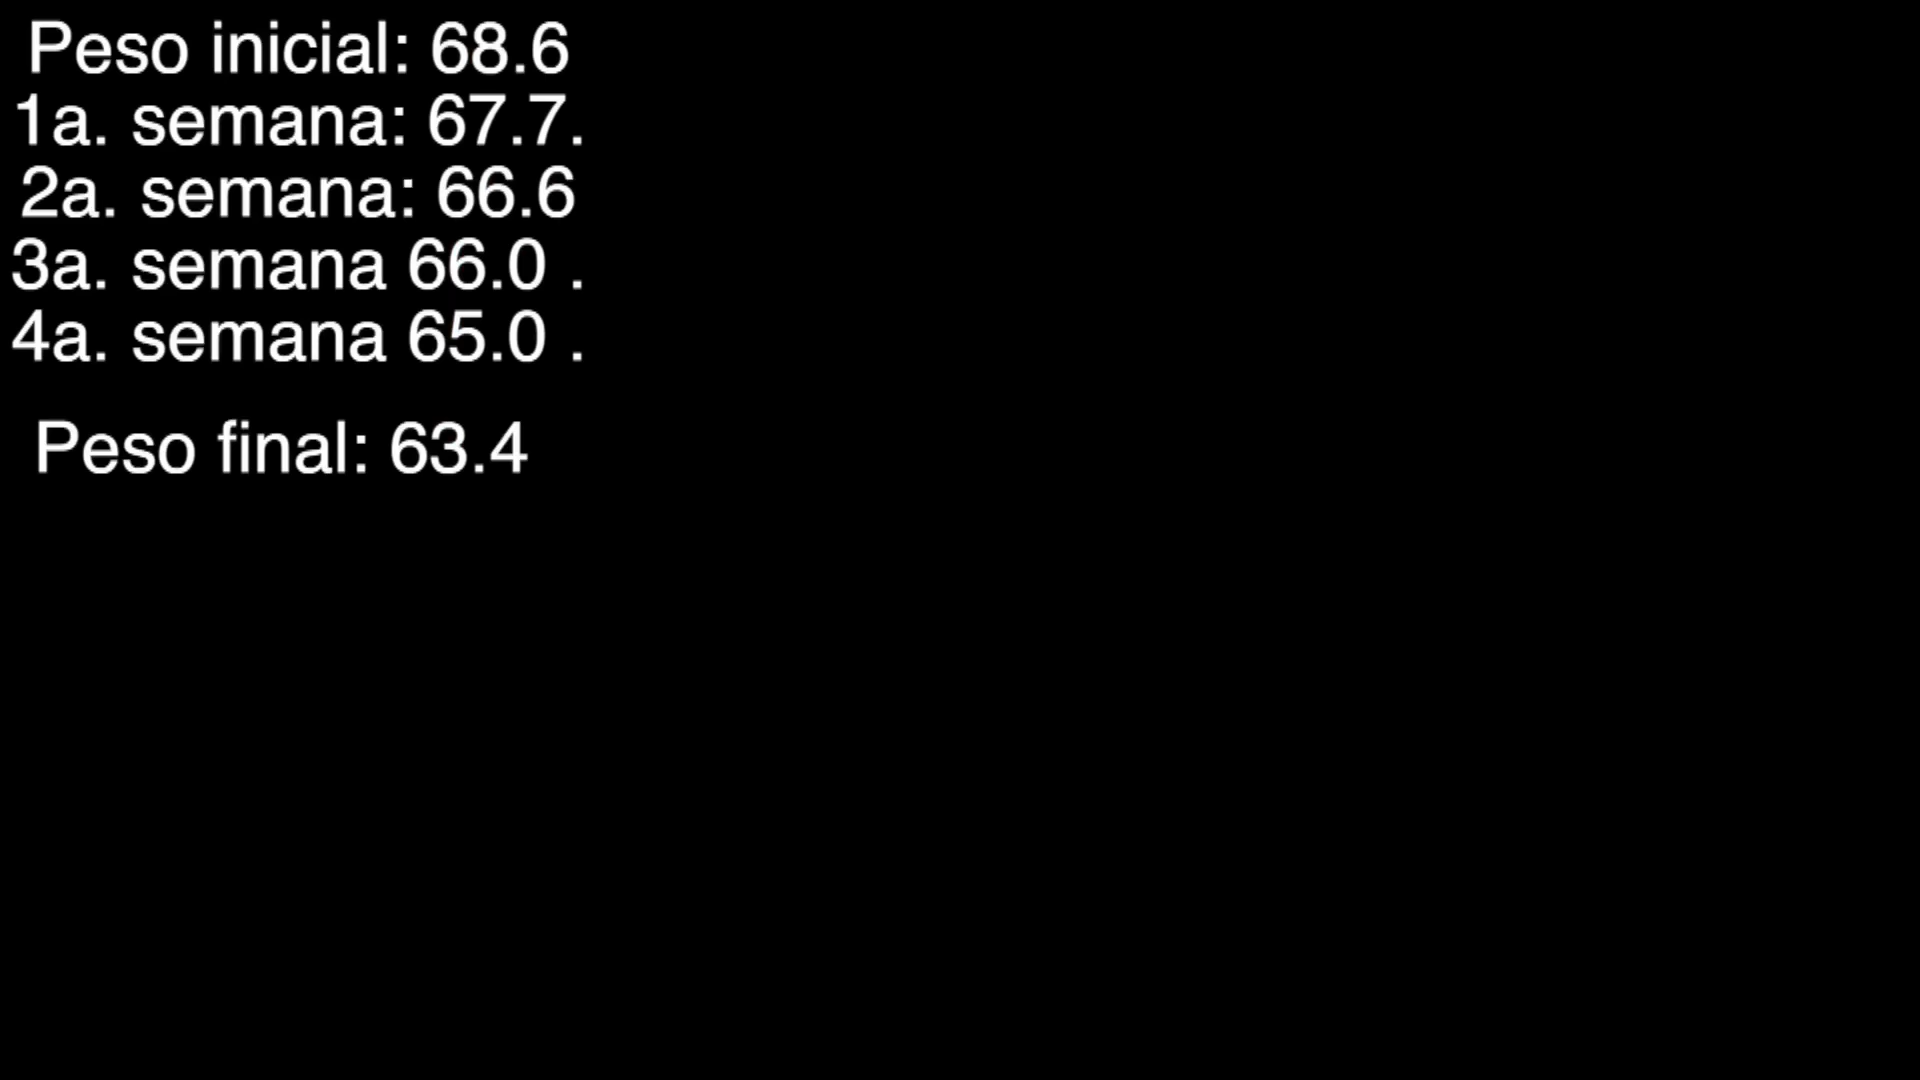 Peso inicial: 68.6
1a. semana: 67.7.
2a. semana: 66.6
3a. semana 66.0 .
4a. semana 65.0 .
Peso final: 63.4